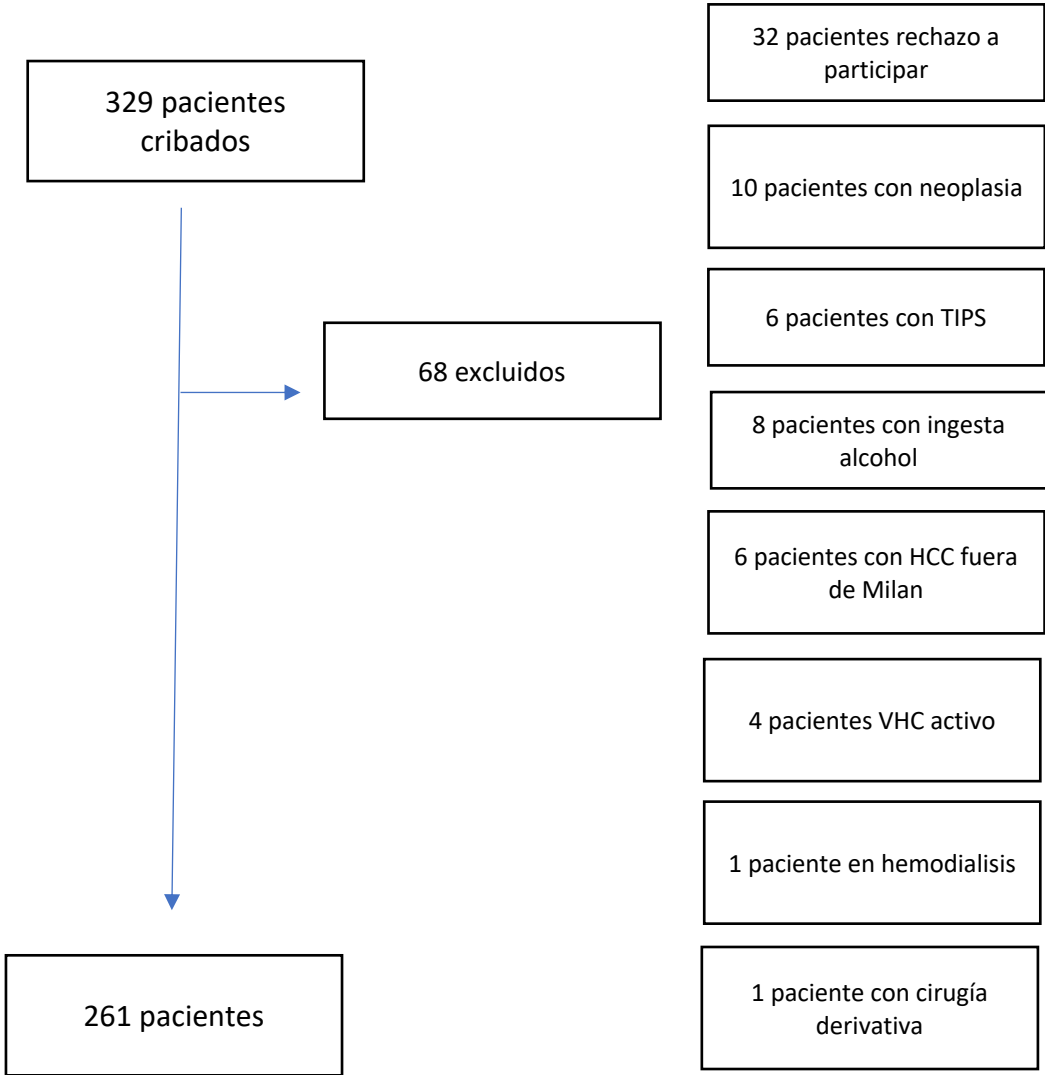 329 pacientes
cribados
68 excluidos
261 pacientes
32 pacientes rechazo a
participar
10 pacientes con neoplasia
6 pacientes con TIPS
8 pacientes con ingesta
alcohol
6 pacientes con HCC fuera
de Milan
4 pacientes VHC activo
1 paciente en hemodialisis
1 paciente con cirugía
derivativa